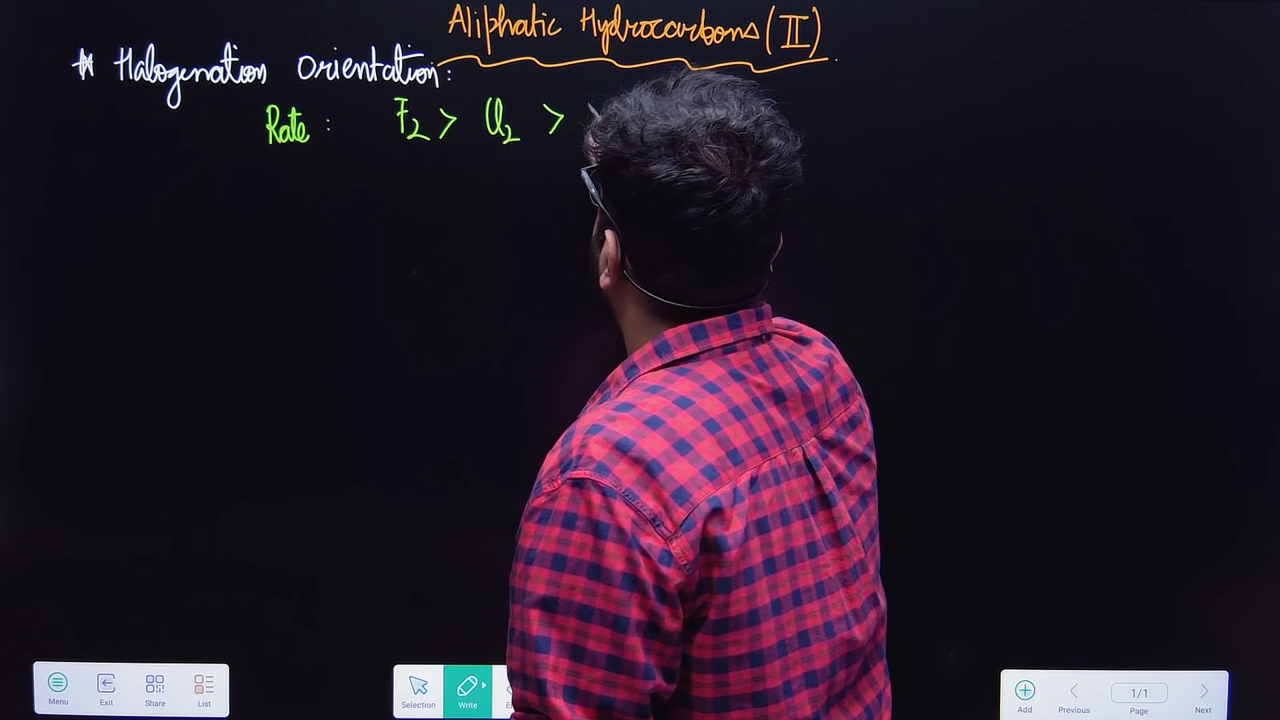 Aliphatic Hydrocarbons (II)
* Halogenation Orientation:
Rate : F2 > Cl2 >
Menu Exit Share List
Selection Write
Add Previous 1/1 Page Next